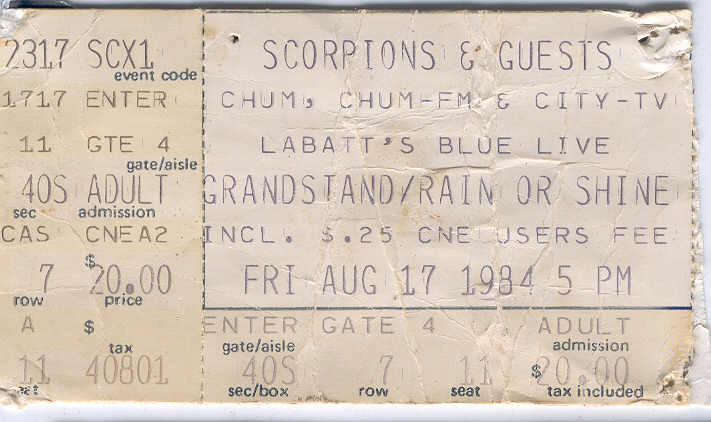 2317 SCX1
event code
1717 ENTER
11 GTE 4
gate/aisle
40S ADULT
sec admission
CAS CNEA2
7 $20.00
row price
A $
tax
11 40801
SCORPIONS & GUESTS
CHUM, CHUM-FM & CITY-TV
LABATT'S BLUE LIVE
GRANDSTAND/RAIN OR SHINE
INCL. $.25 CNE USERS FEE
FRI AUG 17 1984 5 PM
ENTER GATE 4 ADULT
gate/aisle admission
40S 7 11 $20.00
sec/box row seat tax included